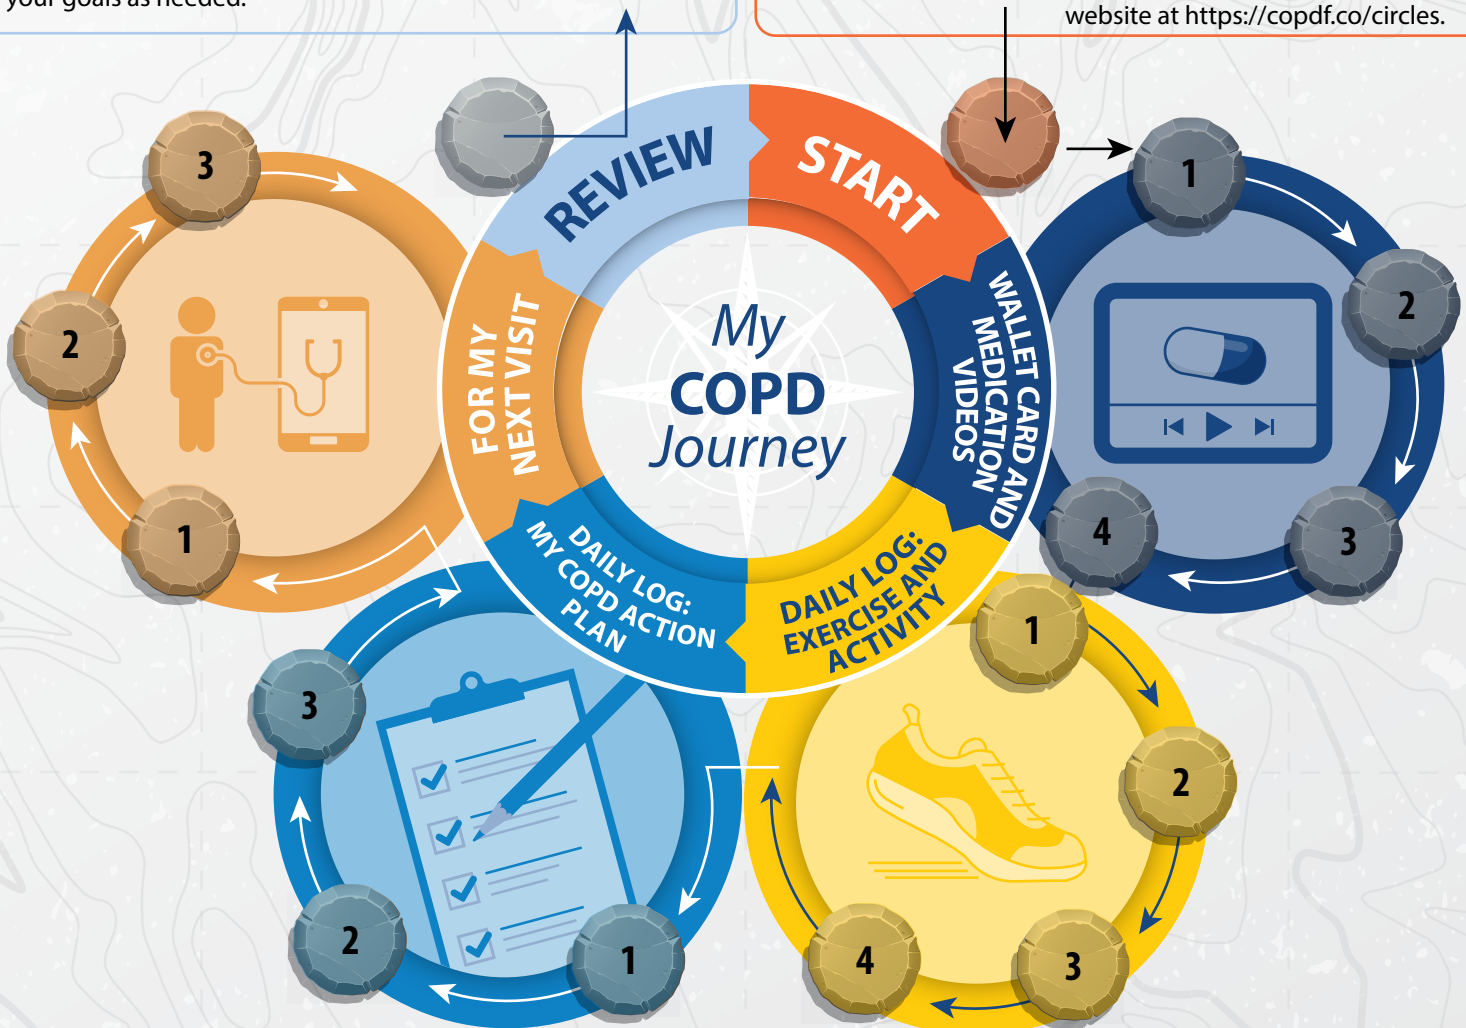 your goals as needed.
website at https://copdf.co/circles.
REVIEW
START
WALLET CARD AND
MEDICATION
VIDEOS
DAILY LOG:
EXERCISE AND
ACTIVITY
DAILY LOG:
MY COPD ACTION
PLAN
FOR MY
NEXT VISIT
My
COPD
Journey
1
2
3
4
1
2
3
4
1
2
3
1
2
3